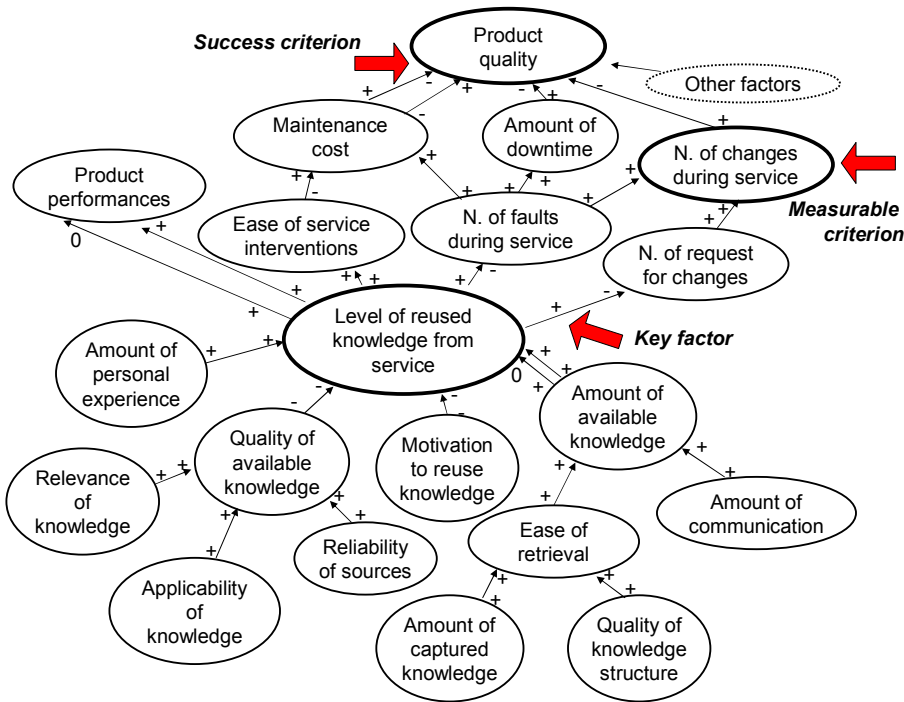 Product
quality
Success criterion
Other factors
Maintenance
cost
Amount of
downtime
N. of changes
during service
Product
performances
Measurable
criterion
Ease of service
interventions
N. of faults
during service
N. of request
for changes
Level of reused
knowledge from
service
Key factor
Amount of
personal
experience
Amount of
available
knowledge
Quality of
available
knowledge
Motivation
to reuse
knowledge
Relevance
of
knowledge
Amount of
communication
Ease of
retrieval
Reliability
of sources
Applicability
of
knowledge
Amount of
captured
knowledge
Quality of
knowledge
structure
+ - - + - + - +
+ - + + + + + +
0 + + + + + + -
+ + + - + -
+ + - - - - 0 + + +
+ + + + + + + + + +
+ + + +